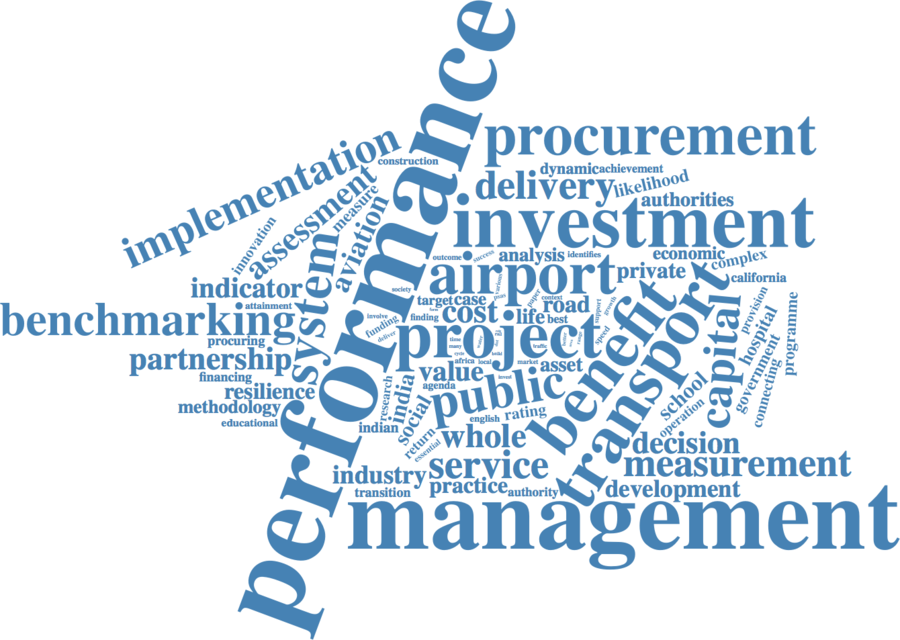 performance
procurement
implementation
construction
dynamic
achievement
delivery
likelihood
assessment
measure
authorities
investment
aviation
innovation
system
outcome
success
analysis
identifies
economic
complex
airport
private
california
indicator
society
attainment
target
case
context
road
support
growth
provision
programme
benchmarking
involve
funding
finding
cost
life
best
speed
hospital
capital
benefit
transport
project
deliver
procuring
time
many
traffic
government
partnership
africa
local
market
asset
connecting
financing
value
agenda
resilience
research
india
public
school
methodology
social
english
rating
operation
educational
indian
return
essential
whole
decision
industry
service
measurement
transition
practice
authority
development
management